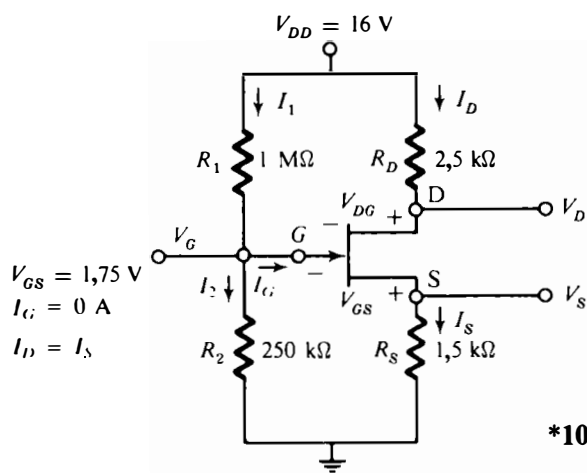 V_DD = 16 V
I_1
I_D
R_1
1 MΩ
R_D
2,5 kΩ
D
V_DG
–
+
V_D
V_G
G
–
V_GS = 1,75 V
I_2
I_G
V_GS
+
S
V_S
I_G = 0 A
I_S
I_D = I_S
R_2
250 kΩ
R_S
1,5 kΩ
*10